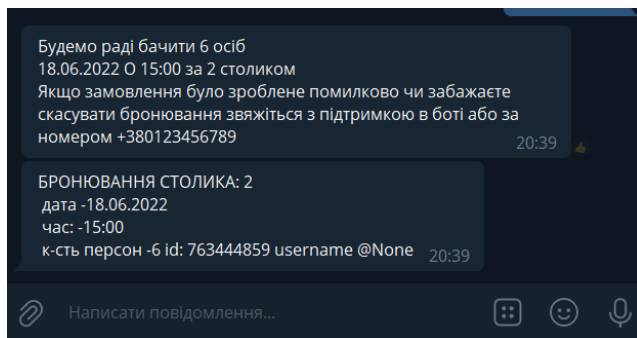 Будемо раді бачити 6 осіб
18.06.2022 О 15:00 за 2 столиком
Якщо замовлення було зроблене помилково чи забажаєте
скасувати бронювання звяжіться з підтримкою в боті або за
номером +380123456789
20:39
БРОНЮВАННЯ СТОЛИКА: 2
дата -18.06.2022
час: -15:00
к-сть персон -6 id: 763444859 username @None
20:39
Написати повідомлення...